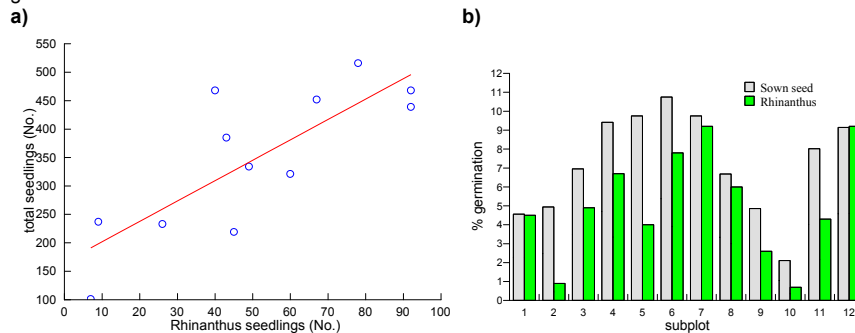 a)
b)
total seedlings (No.)
550
500
450
400
350
300
250
200
150
100
0 10 20 30 40 50 60 70 80 90 100
Rhinanthus seedlings (No.)
% germination
12
11
10
9
8
7
6
5
4
3
2
1
0
Sown seed
Rhinanthus
1 2 3 4 5 6 7 8 9 10 11 12
subplot